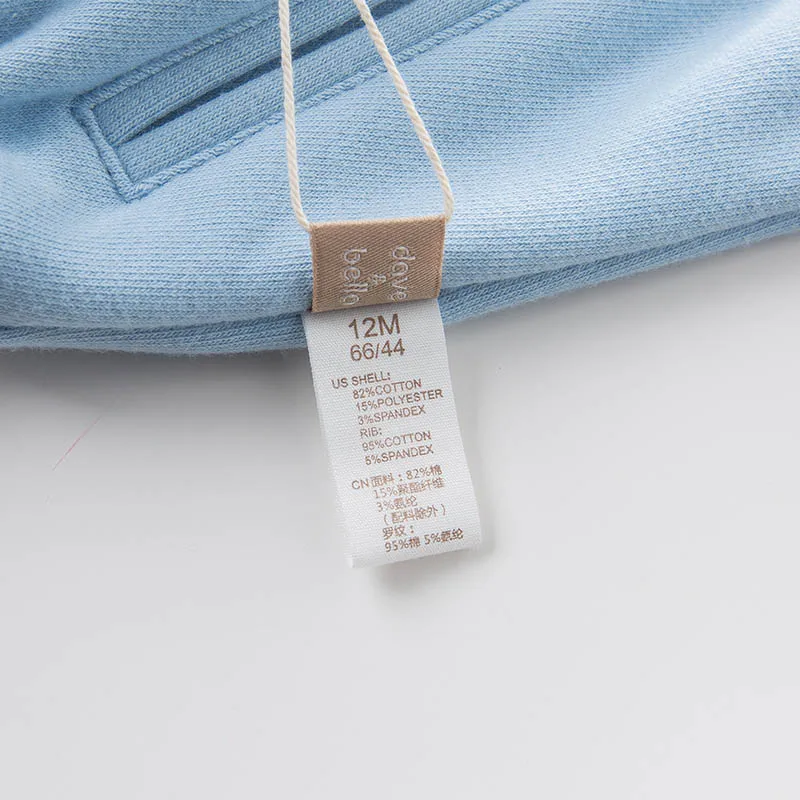 dave
&
bella
12M
66/44
US SHELL:
82%COTTON
15%POLYESTER
3%SPANDEX
RIB:
95%COTTON
5%SPANDEX
CN面料：82%棉
15%聚酯纤维
3%氨纶
（配料除外）
罗纹：
95%棉 5%氨纶